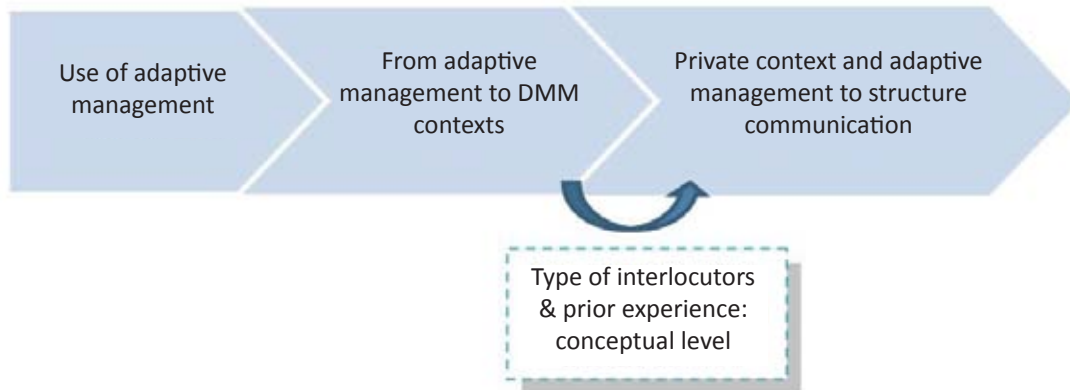 Use of adaptive
management
From adaptive
management to DMM
contexts
Private context and adaptive
management to structure
communication
Type of interlocutors
& prior experience:
conceptual level